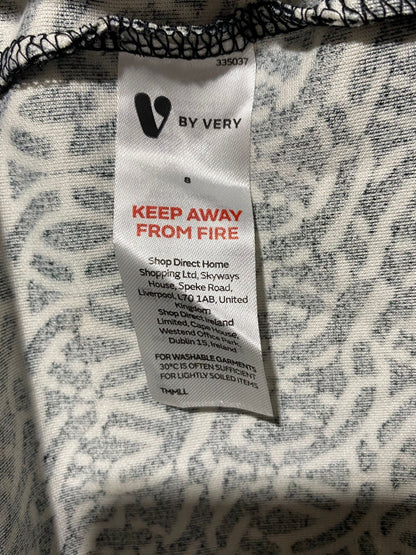 335037
V BY VERY
8
KEEP AWAY
FROM FIRE
Shop Direct Home
Shopping Ltd, Skyways
House, Speke Road,
Liverpool, L70 1AB, United
Kingdom
Shop Direct Ireland
Limited, Cape House,
Westend Office Park,
Dublin 15, Ireland
FOR WASHABLE GARMENTS
30°C IS OFTEN SUFFICIENT
FOR LIGHTLY SOILED ITEMS
TMMLL